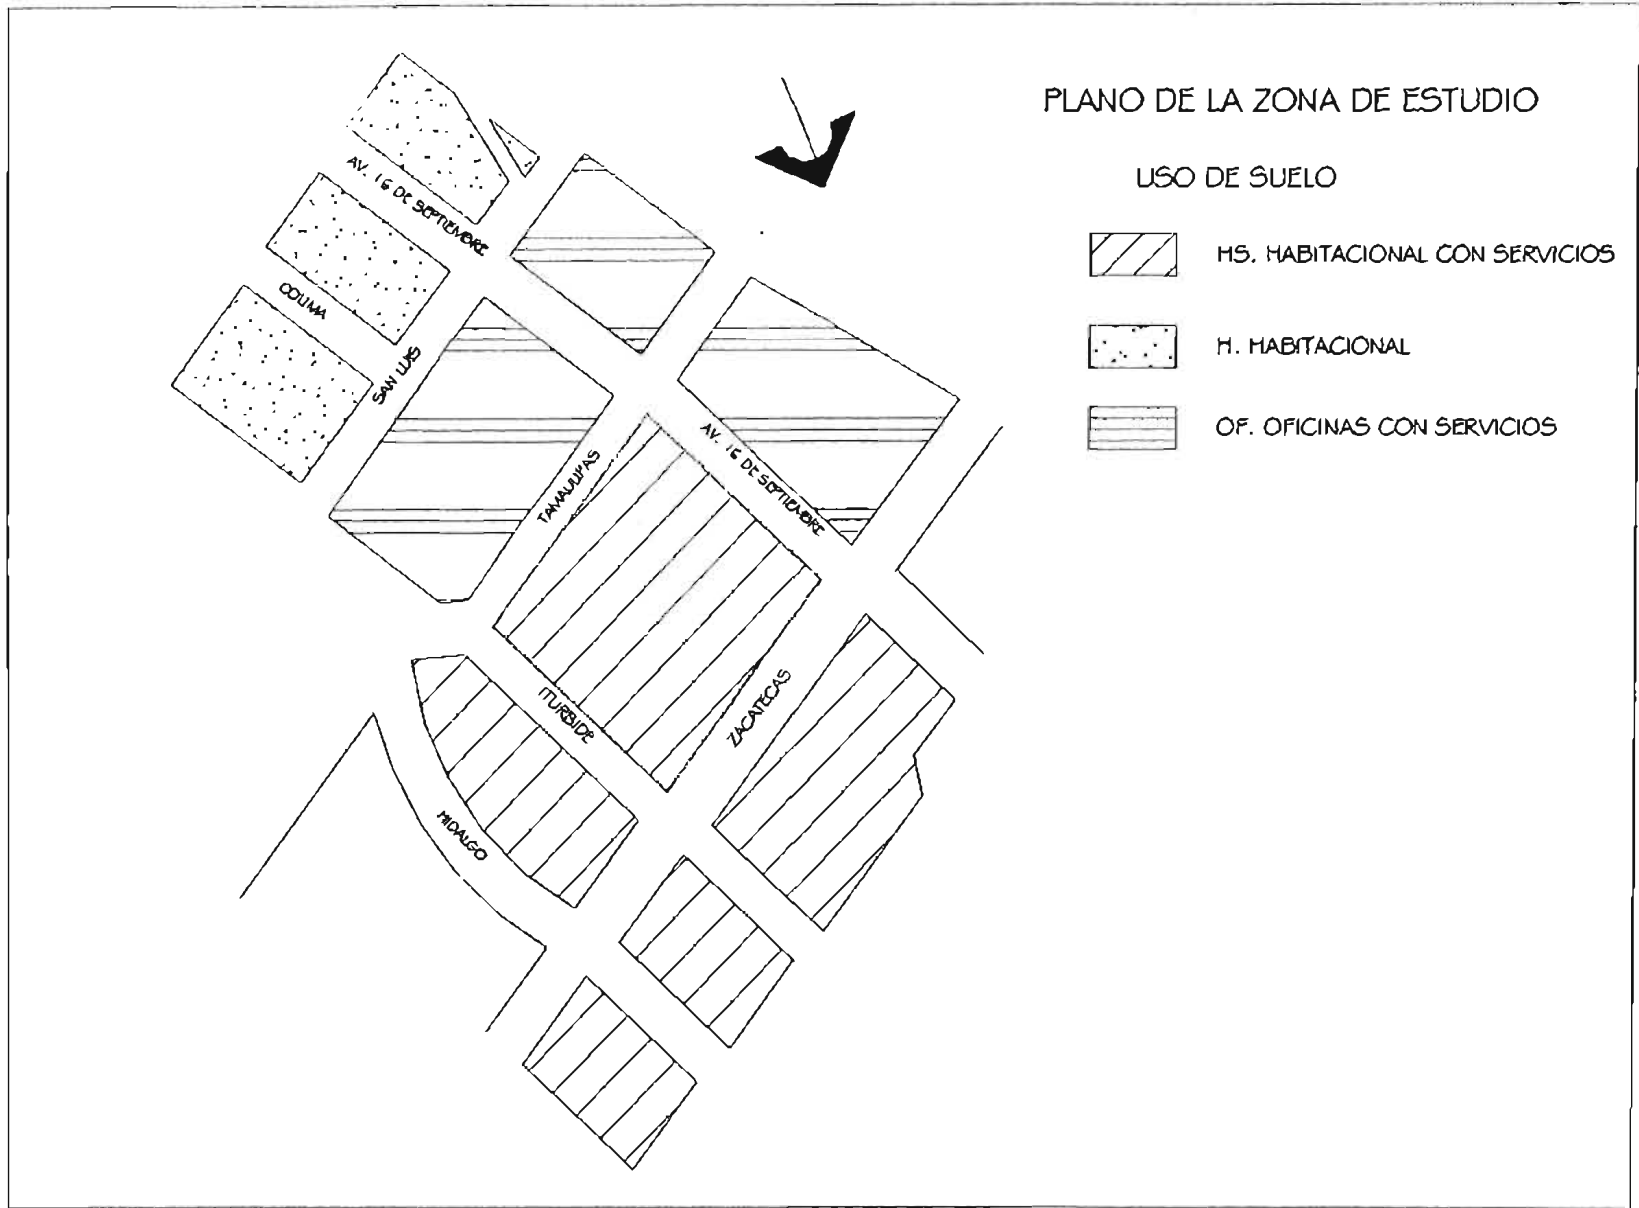 PLANO DE LA ZONA DE ESTUDIO
USO DE SUELO
HS. HABITACIONAL CON SERVICIOS
H. HABITACIONAL
OF. OFICINAS CON SERVICIOS
AV. 16 DE SEPTIEMBRE
COLIMA
SAN LUIS
TAMAULIPAS
AV. 16 DE SEPTIEMBRE
ITURBIDE
ZACATECAS
HIDALGO